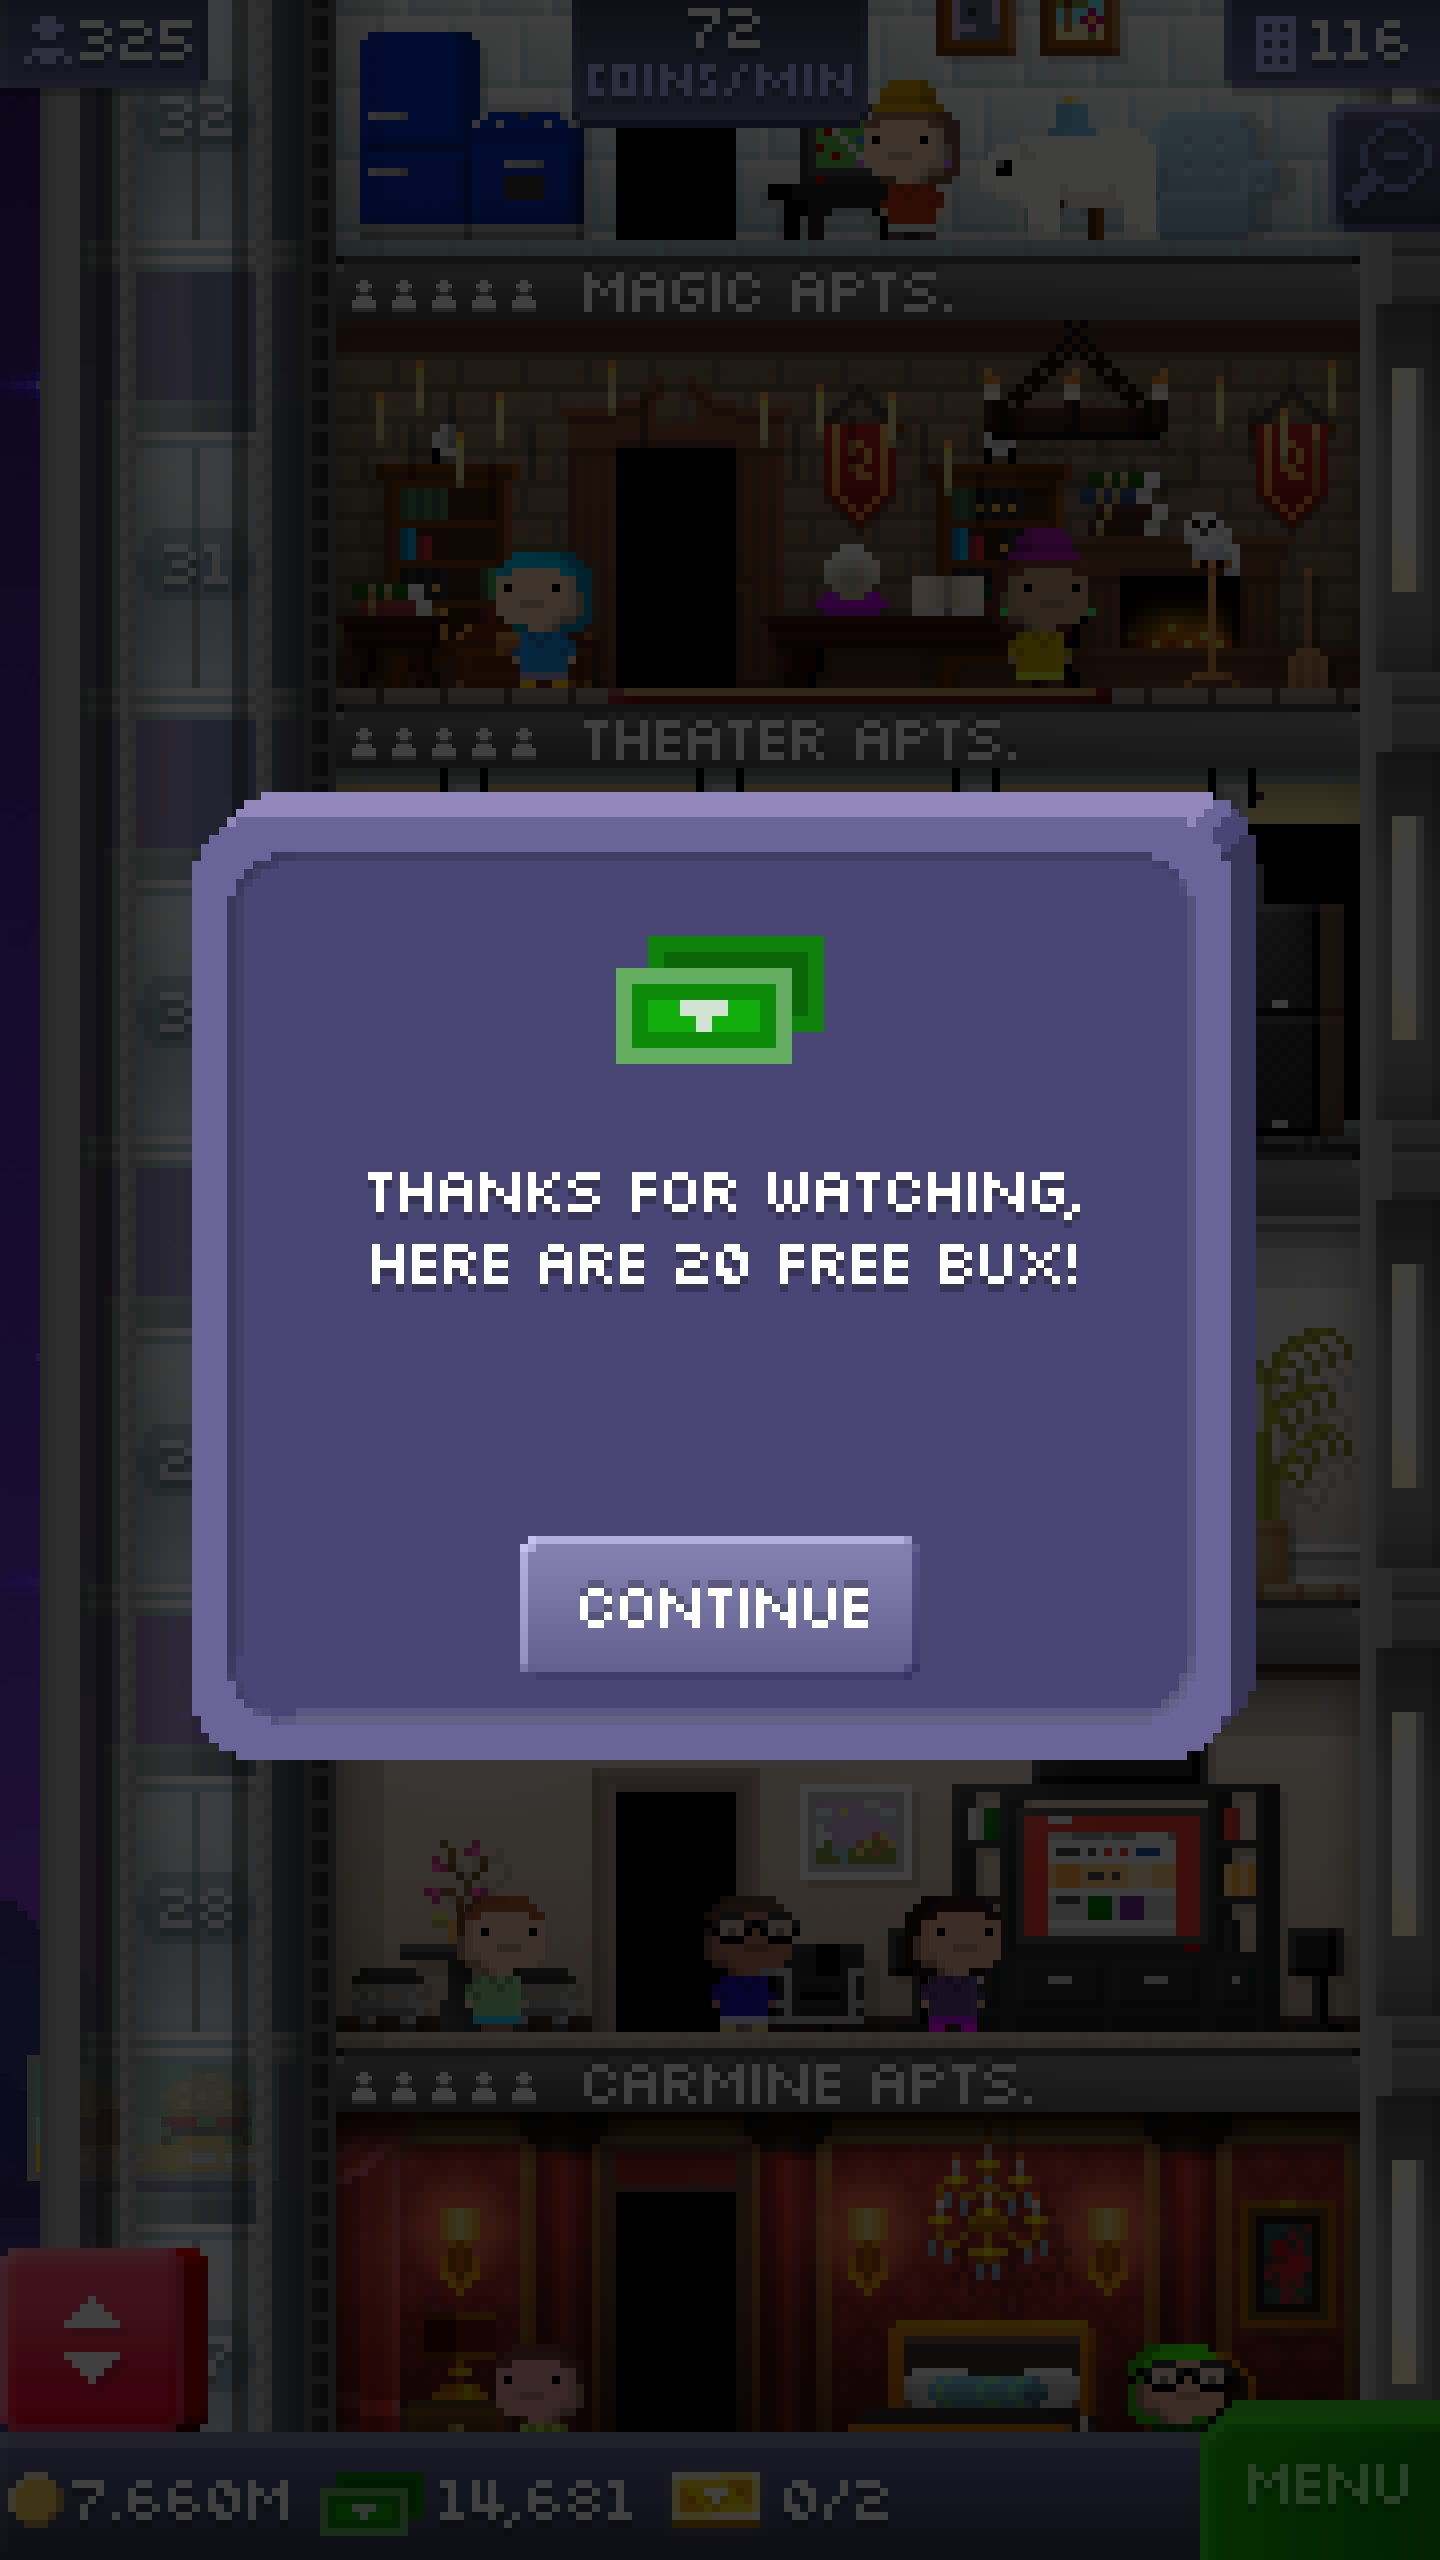 325
72
COINS/MIN
116
32
MAGIC APTS.
31
THEATER APTS.
THANKS FOR WATCHING,
HERE ARE 20 FREE BUX!
CONTINUE
28
CARMINE APTS.
7.660M
14,681
0/2
MENU